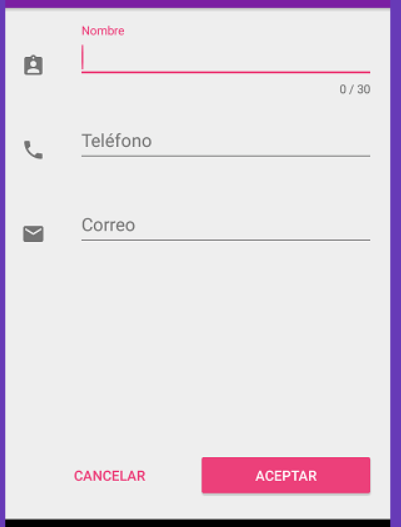 Nombre
0 / 30
Teléfono
Correo
CANCELAR
ACEPTAR